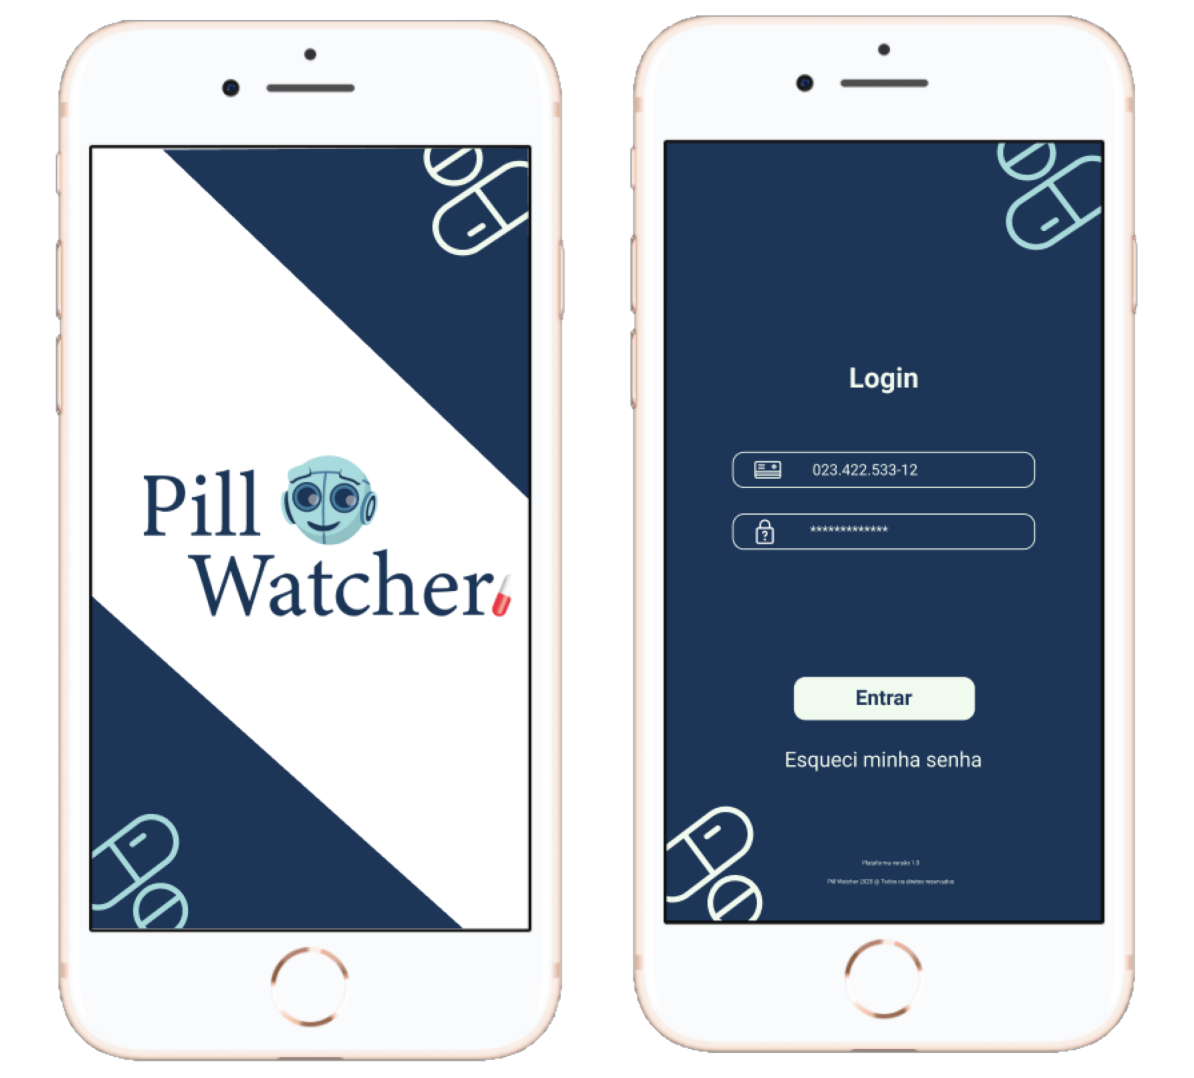 Pill
Watcher
Login
023.422.533-12
*************
Entrar
Esqueci minha senha
Plataforma versão 1.0
Pill Watcher 2020 @ Todos os direitos reservados